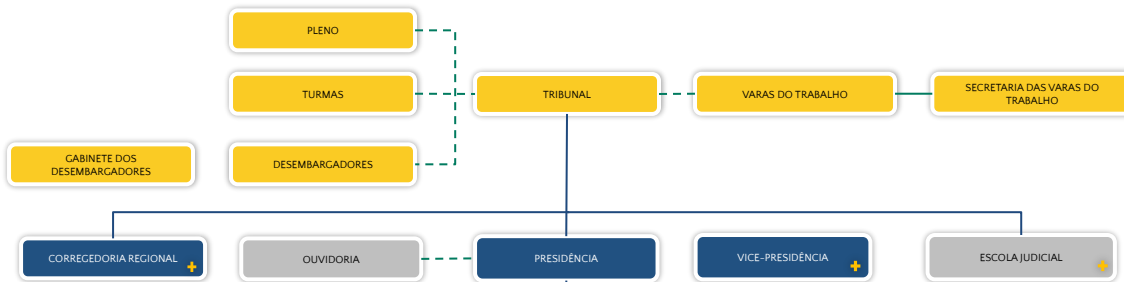 PLENO
TURMAS
TRIBUNAL
VARAS DO TRABALHO
SECRETARIA DAS VARAS DO
TRABALHO
GABINETE DOS
DESEMBARGADORES
DESEMBARGADORES
CORREGEDORIA REGIONAL
OUVIDORIA
PRESIDÊNCIA
VICE-PRESIDÊNCIA
ESCOLA JUDICIAL